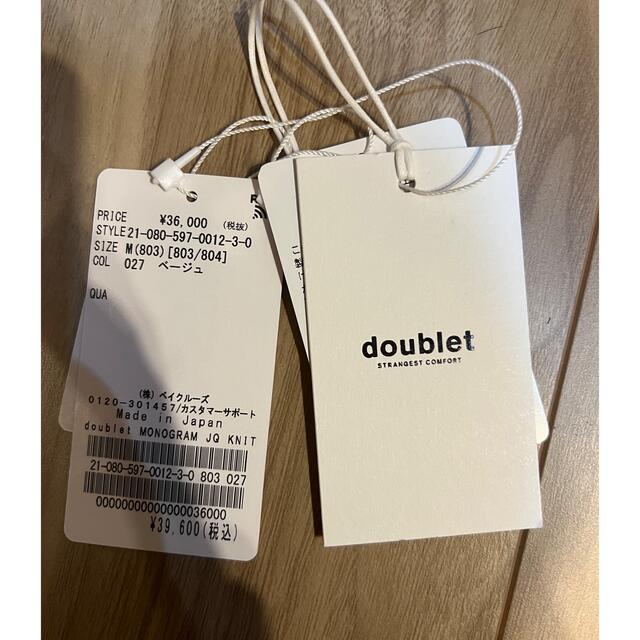 PRICE ¥36,000 (税抜)
STYLE21-080-597-0012-3-0
SIZE M(803)[803/804]
COL 027 ベージュ
QUA
(株)ベイクルーズ
0120-301457/カスタマーサポート
Made in Japan
doublet MONOGRAM JQ KNIT
21-080-597-0012-3-0 803 027
00000000000000036000
¥39,600(税込)
doublet
STRANGEST COMFORT